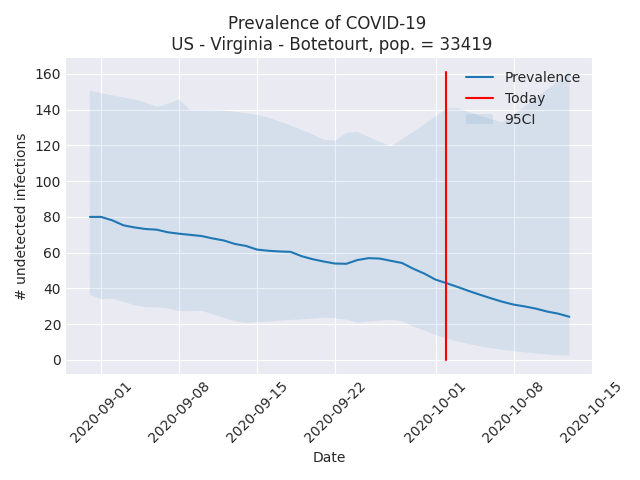 Prevalence of COVID-19
US - Virginia - Botetourt, pop. = 33419
# undetected infections
160
140
120
100
80
60
40
20
0
Prevalence
Today
95CI
2020-09-01
2020-09-08
2020-09-15
2020-09-22
2020-10-01
2020-10-08
2020-10-15
Date